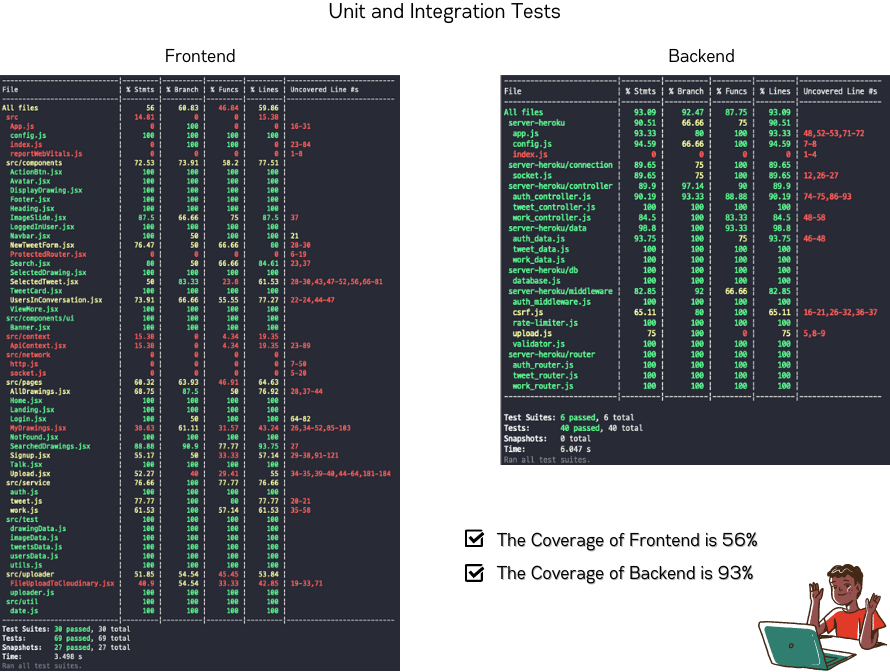 Unit and Integration Tests
Frontend
File | % Stmts | % Branch | % Funcs | % Lines | Uncovered Line #s
All files | 56 | 60.83 | 46.84 | 59.86 |
src | 14.81 | 0 | 0 | 15.38 |
App.js | 0 | 100 | 0 | 0 | 16-31
config.js | 100 | 100 | 100 | 100 |
index.js | 0 | 100 | 0 | 0 | 23-84
reportWebVitals.js | 0 | 0 | 0 | 0 | 1-8
src/components | 72.53 | 73.91 | 58.2 | 77.51 |
ActionBtn.jsx | 100 | 100 | 100 | 100 |
Avatar.jsx | 100 | 100 | 100 | 100 |
DisplayDrawing.jsx | 100 | 100 | 100 | 100 |
Footer.jsx | 100 | 100 | 100 | 100 |
Heading.jsx | 100 | 100 | 100 | 100 |
ImageSlide.jsx | 87.5 | 66.66 | 75 | 87.5 | 37
LoggedInUser.jsx | 100 | 100 | 100 | 100 |
Navbar.jsx | 100 | 50 | 100 | 100 | 21
NewTweetForm.jsx | 76.47 | 50 | 66.66 | 80 | 28-30
ProtectedRouter.jsx | 0 | 0 | 0 | 0 | 6-19
Search.jsx | 80 | 50 | 66.66 | 84.61 | 23,37
SelectedDrawing.jsx | 100 | 100 | 100 | 100 |
SelectedTweet.jsx | 50 | 83.33 | 23.8 | 61.53 | 28-30,43,47-52,56,66-81
TweetCard.jsx | 100 | 100 | 100 | 100 |
UsersInConversation.jsx | 73.91 | 66.66 | 55.55 | 77.27 | 22-24,44-47
ViewMore.jsx | 100 | 100 | 100 | 100 |
src/components/ui | 100 | 100 | 100 | 100 |
Banner.jsx | 100 | 100 | 100 | 100 |
src/context | 15.38 | 0 | 4.34 | 19.35 |
ApiContext.jsx | 15.38 | 0 | 4.34 | 19.35 | 23-89
src/network | 0 | 0 | 0 | 0 |
http.js | 0 | 0 | 0 | 0 | 7-50
socket.js | 0 | 0 | 0 | 0 | 5-20
src/pages | 60.32 | 63.93 | 46.91 | 64.63 |
AllDrawings.jsx | 68.75 | 87.5 | 50 | 76.92 | 28,37-44
Home.jsx | 100 | 100 | 100 | 100 |
Landing.jsx | 100 | 100 | 100 | 100 |
Login.jsx | 100 | 50 | 100 | 100 | 64-82
MyDrawings.jsx | 38.63 | 61.11 | 31.57 | 43.24 | 26,34-52,85-103
NotFound.jsx | 100 | 100 | 100 | 100 |
SearchedDrawings.jsx | 88.88 | 90.9 | 77.77 | 93.75 | 27
Signup.jsx | 55.17 | 50 | 33.33 | 57.14 | 29-38,91-121
Talk.jsx | 100 | 100 | 100 | 100 |
Upload.jsx | 52.27 | 40 | 29.41 | 55 | 34-35,39-40,44-64,181-184
src/service | 76.66 | 100 | 77.77 | 76.66 |
auth.js | 100 | 100 | 100 | 100 |
tweet.js | 77.77 | 100 | 80 | 77.77 | 20-21
work.js | 61.53 | 100 | 57.14 | 61.53 | 35-58
src/test | 100 | 100 | 100 | 100 |
drawingData.js | 100 | 100 | 100 | 100 |
imageData.js | 100 | 100 | 100 | 100 |
tweetsData.js | 100 | 100 | 100 | 100 |
usersData.js | 100 | 100 | 100 | 100 |
utils.js | 100 | 100 | 100 | 100 |
src/uploader | 51.85 | 54.54 | 45.45 | 53.84 |
FileUploadToCloudinary.jsx | 40.9 | 54.54 | 33.33 | 42.85 | 19-33,71
uploader.js | 100 | 100 | 100 | 100 |
src/util | 100 | 100 | 100 | 100 |
date.js | 100 | 100 | 100 | 100 |
Test Suites: 30 passed, 30 total
Tests: 69 passed, 69 total
Snapshots: 27 passed, 27 total
Time: 3.498 s
Ran all test suites.
Backend
File | % Stmts | % Branch | % Funcs | % Lines | Uncovered Line #s
All files | 93.09 | 92.47 | 87.75 | 93.09 |
server-heroku | 90.51 | 66.66 | 75 | 90.51 |
app.js | 93.33 | 80 | 100 | 93.33 | 48,52-53,71-72
config.js | 94.59 | 66.66 | 100 | 94.59 | 7-8
index.js | 0 | 0 | 0 | 0 | 1-4
server-heroku/connection | 89.65 | 75 | 100 | 89.65 |
socket.js | 89.65 | 75 | 100 | 89.65 | 12,26-27
server-heroku/controller | 89.9 | 97.14 | 90 | 89.9 |
auth_controller.js | 90.19 | 93.33 | 88.88 | 90.19 | 74-75,86-93
tweet_controller.js | 100 | 100 | 100 | 100 |
work_controller.js | 84.5 | 100 | 83.33 | 84.5 | 48-58
server-heroku/data | 98.8 | 100 | 93.33 | 98.8 |
auth_data.js | 93.75 | 100 | 75 | 93.75 | 46-48
tweet_data.js | 100 | 100 | 100 | 100 |
work_data.js | 100 | 100 | 100 | 100 |
server-heroku/db | 100 | 100 | 100 | 100 |
database.js | 100 | 100 | 100 | 100 |
server-heroku/middleware | 82.85 | 92 | 66.66 | 82.85 |
auth_middleware.js | 100 | 100 | 100 | 100 |
csrf.js | 65.11 | 80 | 100 | 65.11 | 16-21,26-32,36-37
rate-limiter.js | 100 | 100 | 100 | 100 |
upload.js | 75 | 100 | 0 | 75 | 5,8-9
validator.js | 100 | 100 | 100 | 100 |
server-heroku/router | 100 | 100 | 100 | 100 |
auth_router.js | 100 | 100 | 100 | 100 |
tweet_router.js | 100 | 100 | 100 | 100 |
work_router.js | 100 | 100 | 100 | 100 |
Test Suites: 6 passed, 6 total
Tests: 40 passed, 40 total
Snapshots: 0 total
Time: 6.047 s
Ran all test suites.
The Coverage of Frontend is 56%
The Coverage of Backend is 93%